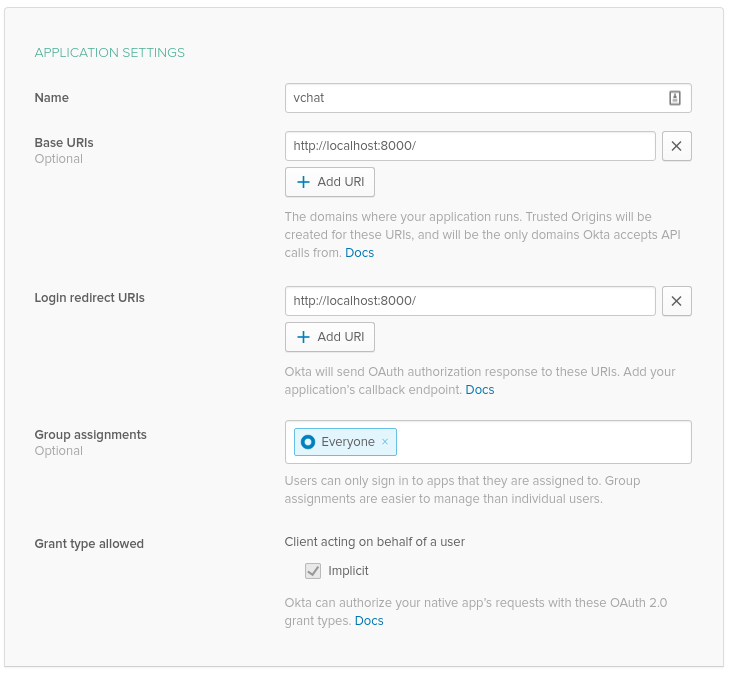 APPLICATION SETTINGS
Name
vchat
Base URIs
Optional
http://localhost:8000/
+ Add URI
The domains where your application runs. Trusted Origins will be
created for these URIs, and will be the only domains Okta accepts API
calls from. Docs
Login redirect URIs
http://localhost:8000/
+ Add URI
Okta will send OAuth authorization response to these URIs. Add your
application's callback endpoint. Docs
Group assignments
Optional
Everyone ×
Users can only sign in to apps that they are assigned to. Group
assignments are easier to manage than individual users.
Grant type allowed
Client acting on behalf of a user
Implicit
Okta can authorize your native app's requests with these OAuth 2.0
grant types. Docs